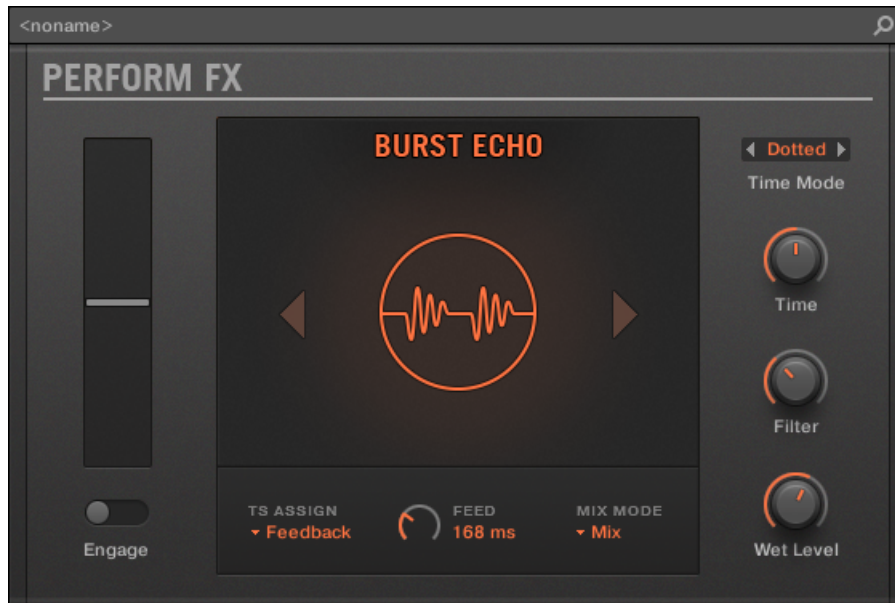 <noname>
PERFORM FX
BURST ECHO
Dotted
Time Mode
Time
Filter
Wet Level
TS ASSIGN
Feedback
FEED
168 ms
MIX MODE
Mix
Engage